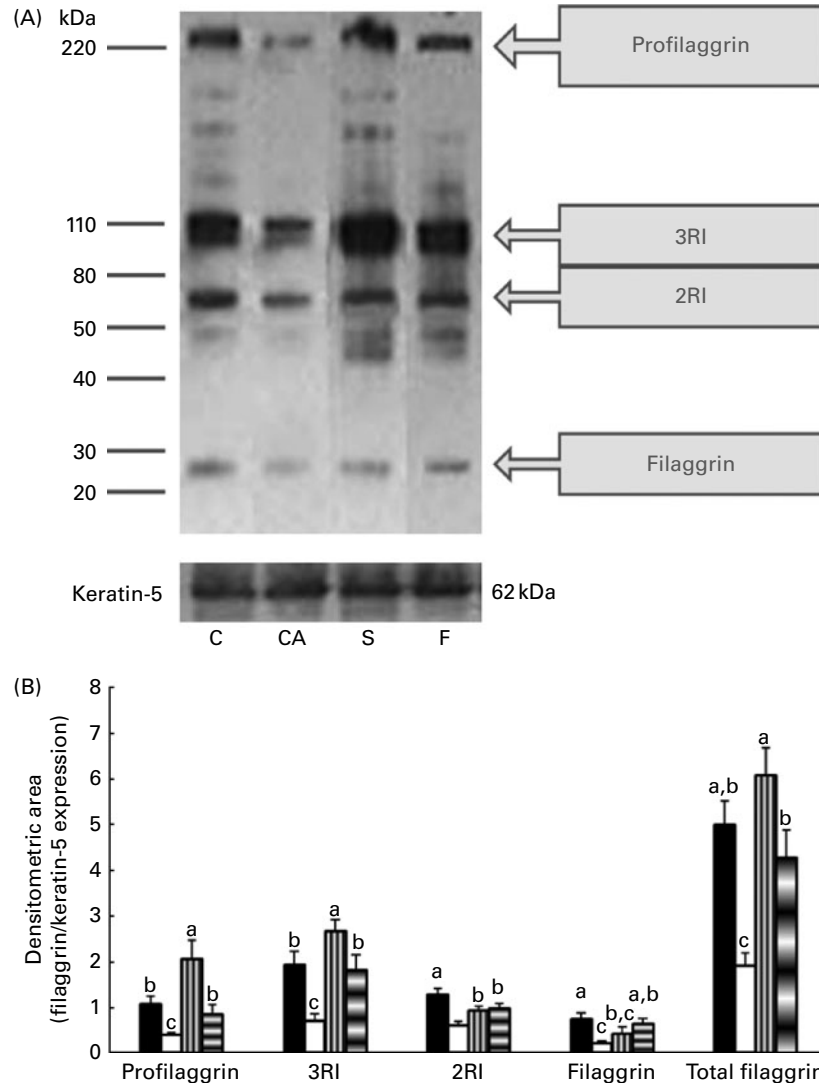 (A) kDa
220
110
80
50
40
30
20
Profilaggrin
3RI
2RI
Filaggrin
Keratin-5 62 kDa
C CA S F
(B)
Densitometric area
(filaggrin/keratin-5 expression)
8
7
6
5
4
3
2
1
0
b c a b
b c a b
a b b
a c b,c a,b
a,b c a b
Profilaggrin 3RI 2RI Filaggrin Total filaggrin